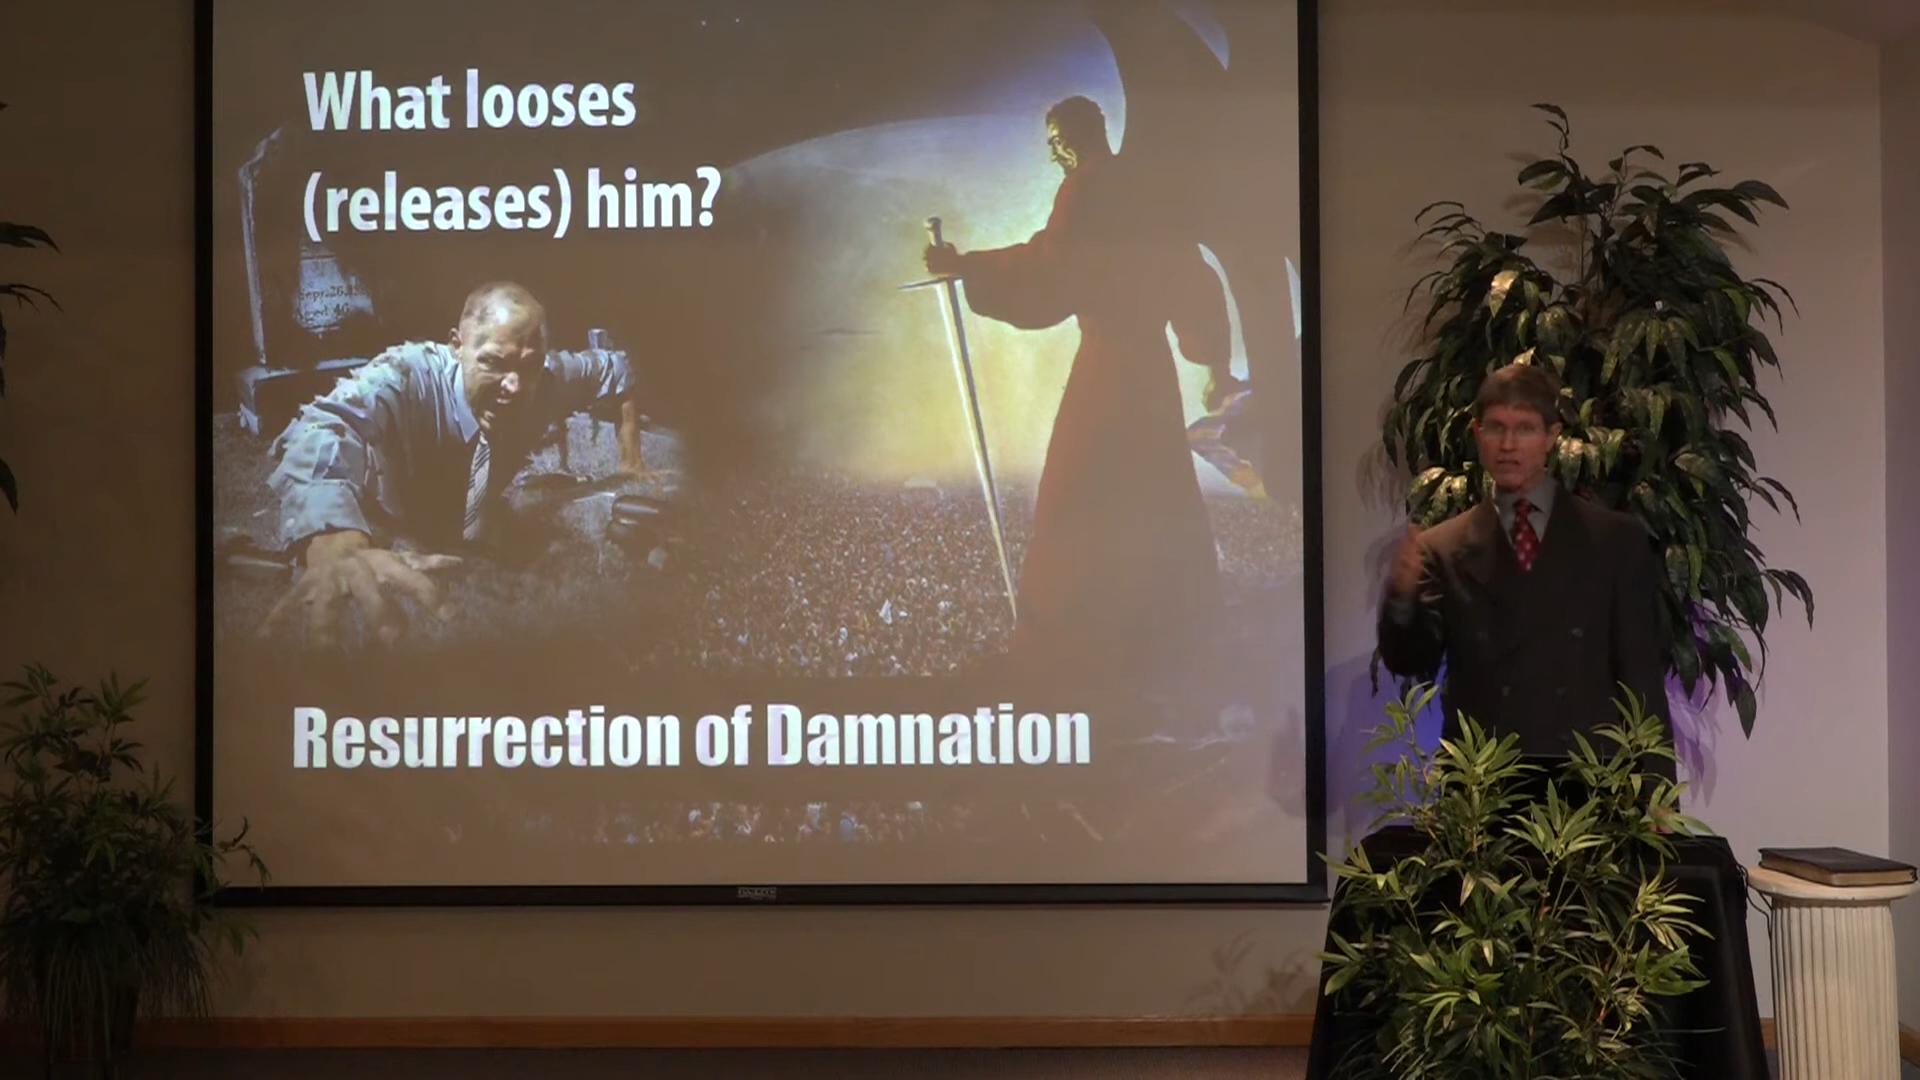 What looses
(releases) him?
Resurrection of Damnation